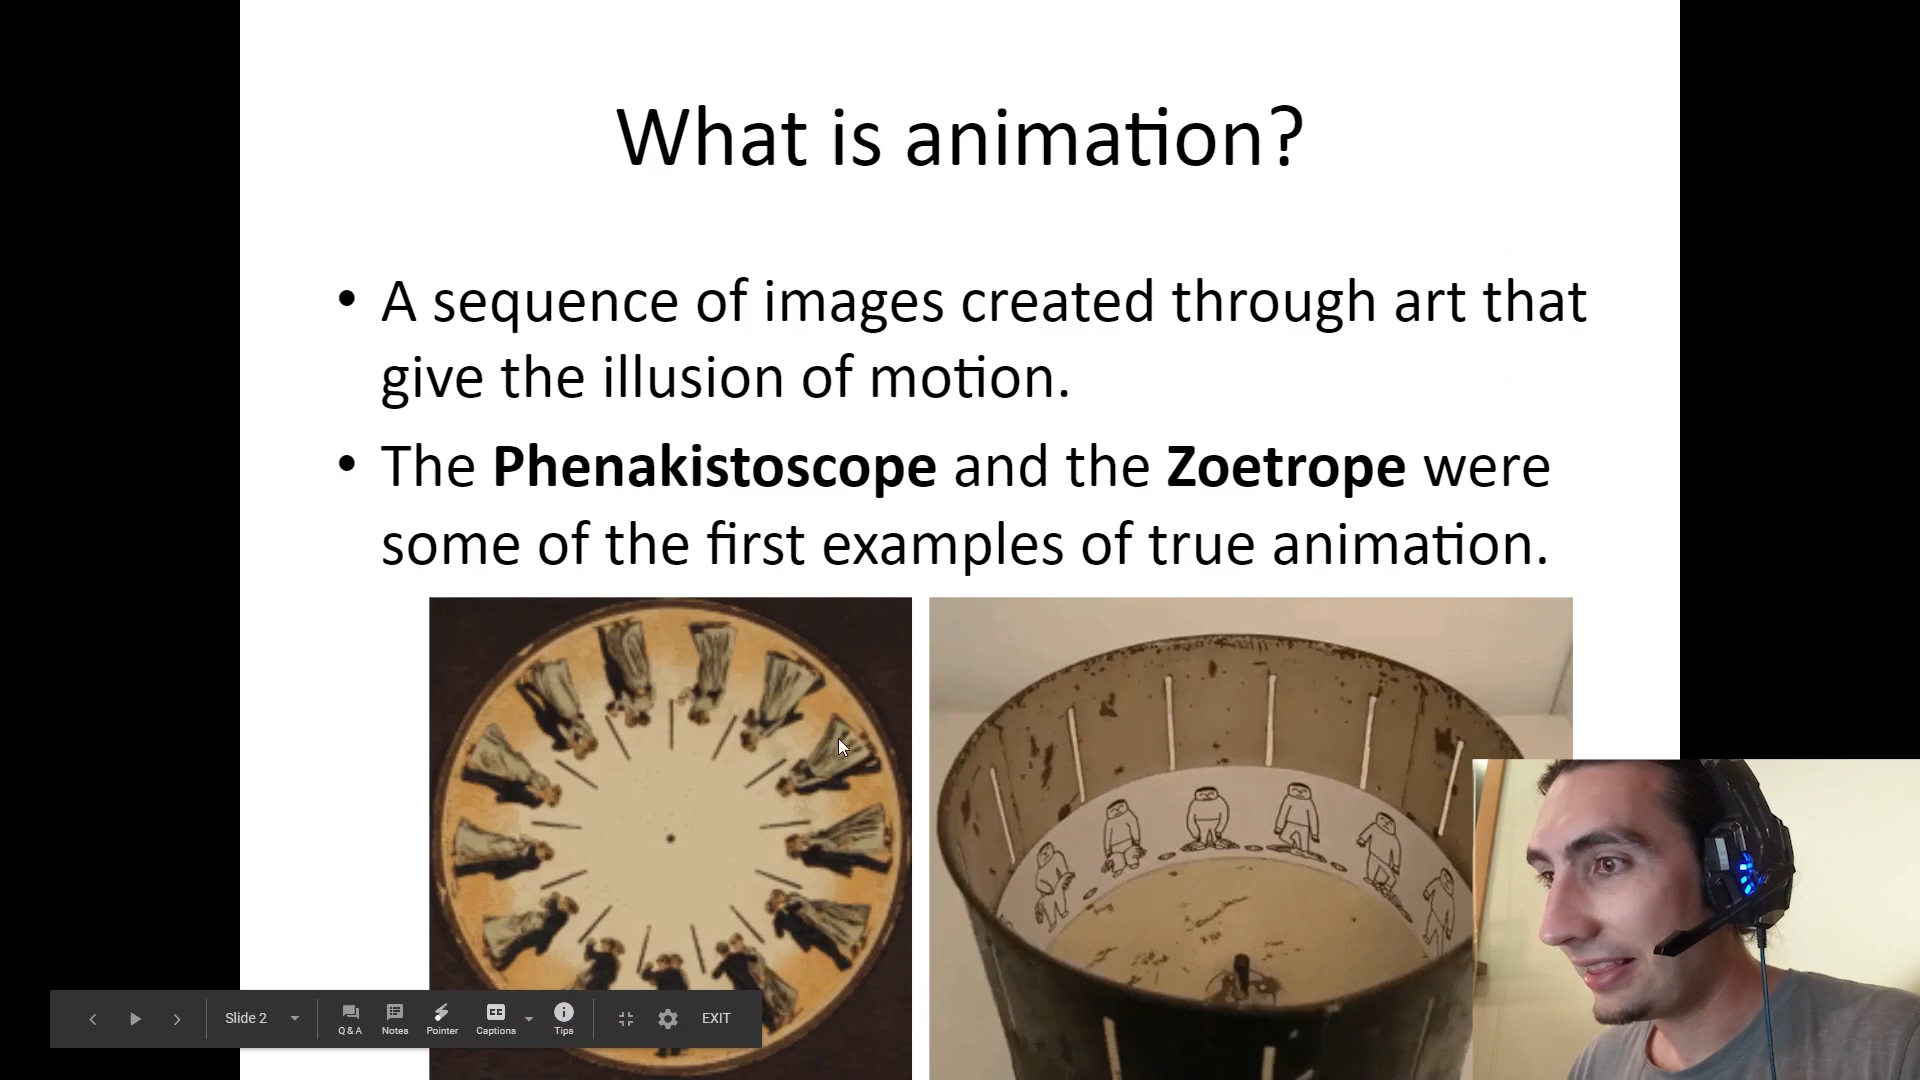 What is animation?
• A sequence of images created through art that
give the illusion of motion.
• The Phenakistoscope and the Zoetrope were
some of the first examples of true animation.
Slide 2
Q & A
Notes
Pointer
CC
Captions
Tips
EXIT